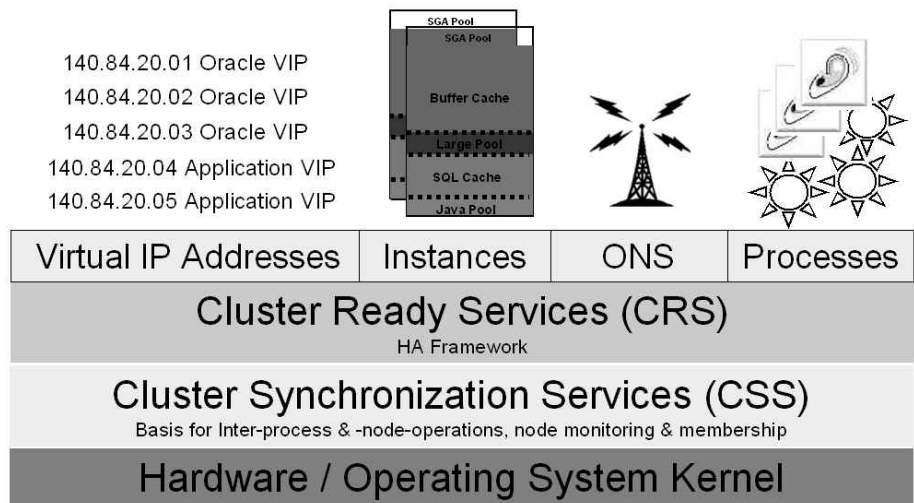 140.84.20.01 Oracle VIP
140.84.20.02 Oracle VIP
140.84.20.03 Oracle VIP
140.84.20.04 Application VIP
140.84.20.05 Application VIP
SGA Pool
SGA Pool
Buffer Cache
Large Pool
SQL Cache
Java Pool
Virtual IP Addresses
Instances
ONS
Processes
Cluster Ready Services (CRS)
HA Framework
Cluster Synchronization Services (CSS)
Basis for Inter-process & -node-operations, node monitoring & membership
Hardware / Operating System Kernel